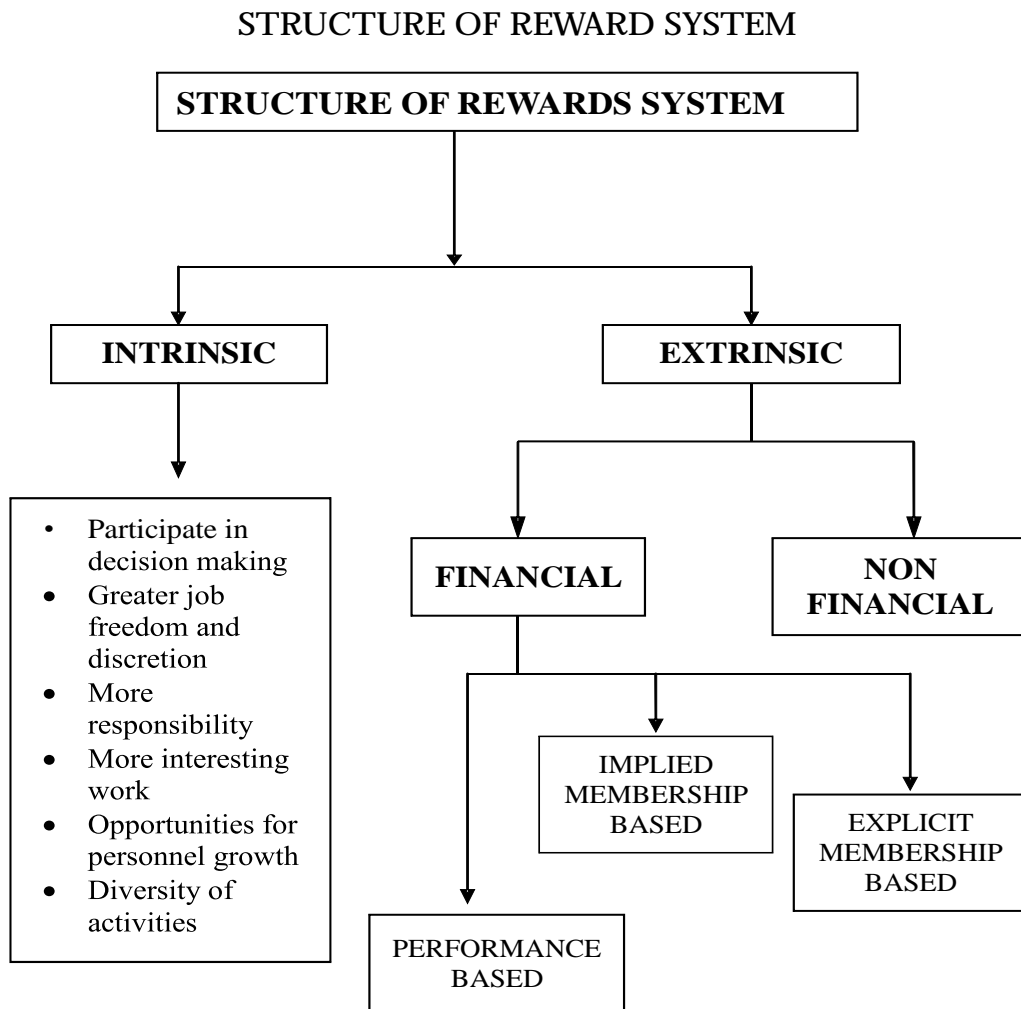 STRUCTURE OF REWARD SYSTEM
STRUCTURE OF REWARDS SYSTEM
INTRINSIC
EXTRINSIC
• Participate in
decision making
• Greater job
freedom and
discretion
• More
responsibility
• More interesting
work
• Opportunities for
personnel growth
• Diversity of
activities
FINANCIAL
NON
FINANCIAL
IMPLIED
MEMBERSHIP
BASED
EXPLICIT
MEMBERSHIP
BASED
PERFORMANCE
BASED